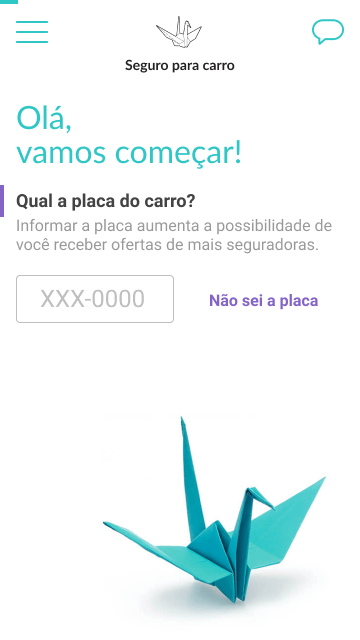 Seguro para carro
Olá,
vamos começar!
Qual a placa do carro?
Informar a placa aumenta a possibilidade de
você receber ofertas de mais seguradoras.
XXX-0000
Não sei a placa